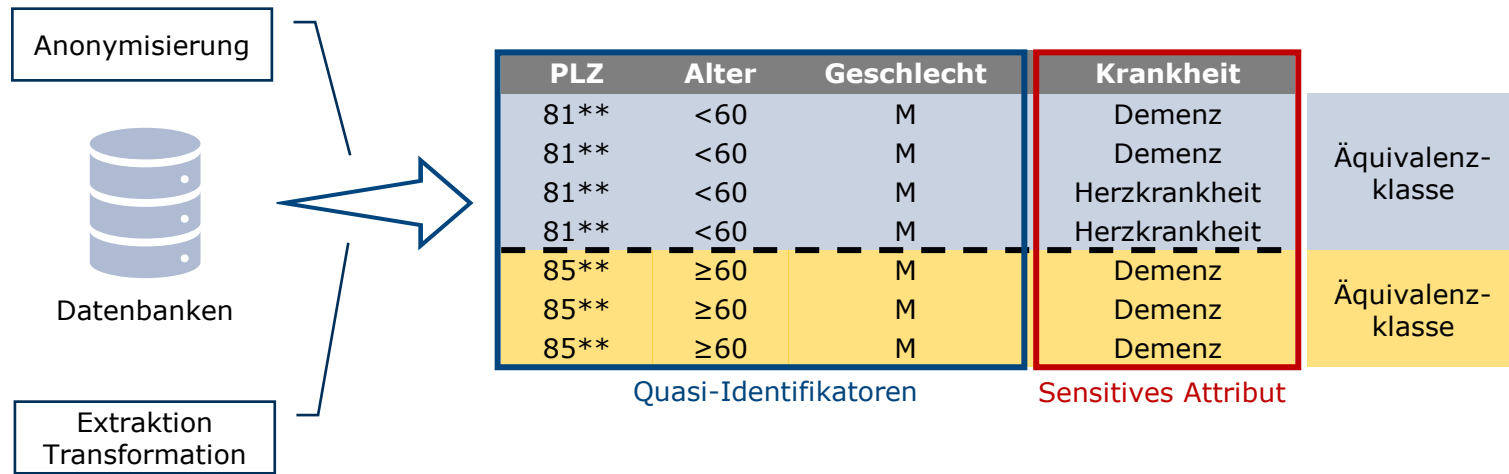 Anonymisierung
Datenbanken
Extraktion
Transformation
PLZ Alter Geschlecht Krankheit
81** <60 M Demenz
81** <60 M Demenz
81** <60 M Herzkrankheit
81** <60 M Herzkrankheit
85** ≥60 M Demenz
85** ≥60 M Demenz
85** ≥60 M Demenz
Äquivalenz-
klasse
Äquivalenz-
klasse
Quasi-Identifikatoren
Sensitives Attribut